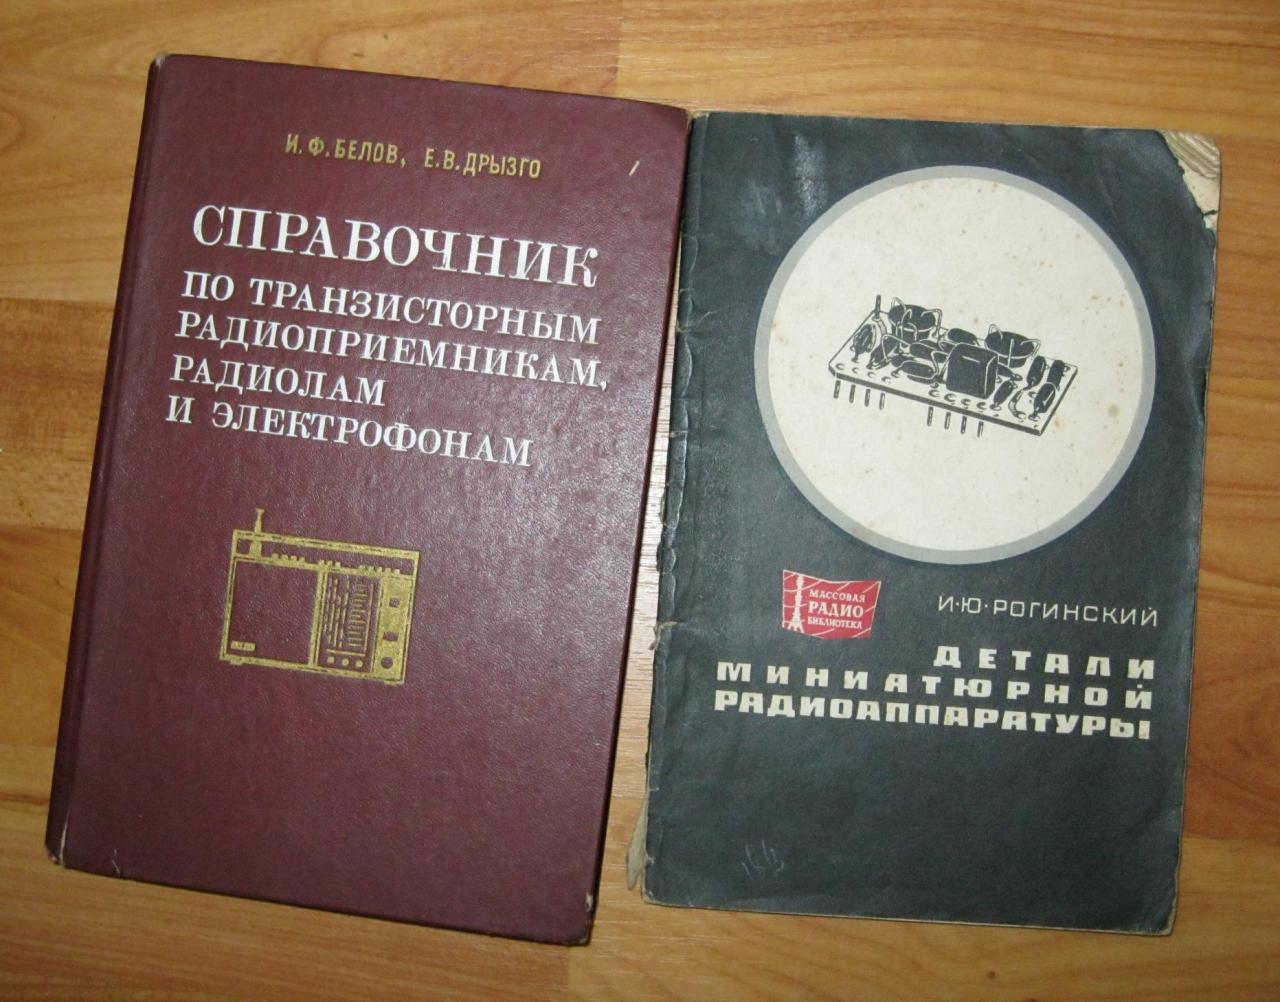 И. Ф. БЕЛОВ, Е. В. ДРЫЗГО
СПРАВОЧНИК
ПО ТРАНЗИСТОРНЫМ
РАДИОПРИЕМНИКАМ,
РАДИОЛАМ
И ЭЛЕКТРОФОНАМ
МАССОВАЯ
РАДИО
БИБЛИОТЕКА
И·Ю·РОГИНСКИЙ
ДЕТАЛИ
МИНИАТЮРНОЙ
РАДИОАППАРАТУРЫ